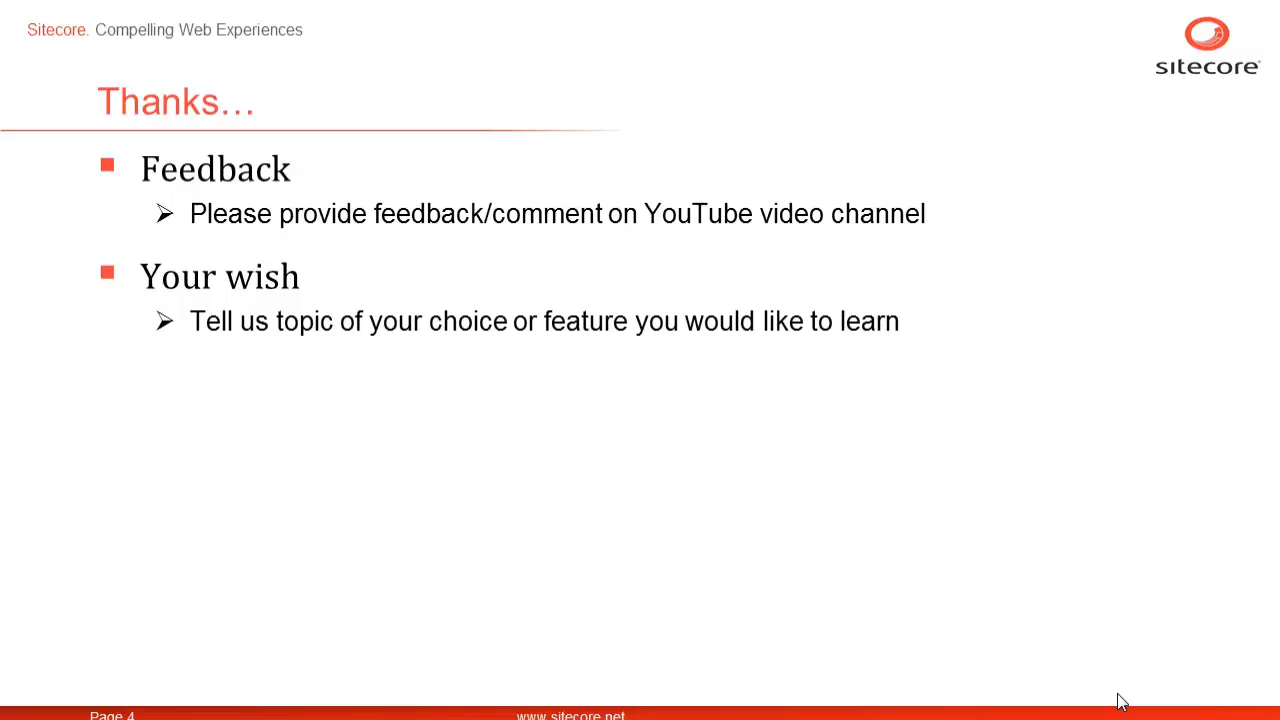 Sitecore. Compelling Web Experiences
sitecore
Thanks…
Feedback
Please provide feedback/comment on YouTube video channel
Your wish
Tell us topic of your choice or feature you would like to learn
Page 4
www.sitecore.net